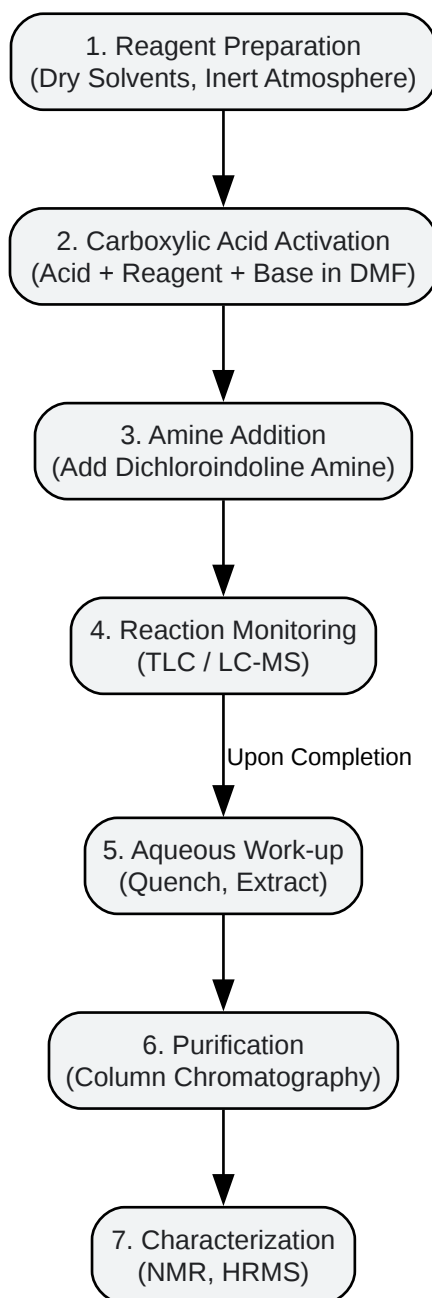 1. Reagent Preparation
(Dry Solvents, Inert Atmosphere)
2. Carboxylic Acid Activation
(Acid + Reagent + Base in DMF)
3. Amine Addition
(Add Dichloroindoline Amine)
4. Reaction Monitoring
(TLC / LC-MS)
Upon Completion
5. Aqueous Work-up
(Quench, Extract)
6. Purification
(Column Chromatography)
7. Characterization
(NMR, HRMS)